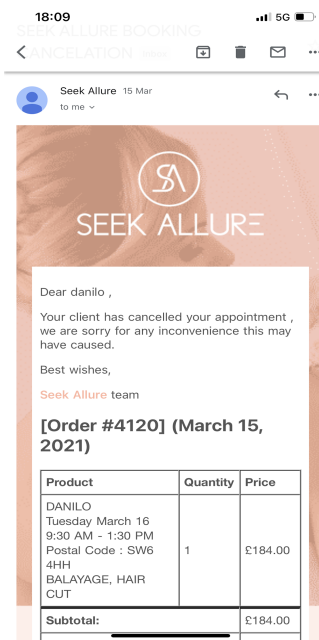 18:09
5G
SEEK ALLURE BOOKING
CANCELATION
Seek Allure 15 Mar
to me
SA
SEEK ALLURE
Dear danilo ,
Your client has cancelled your appointment ,
we are sorry for any inconvenience this may
have caused.
Best wishes,
Seek Allure team
[Order #4120] (March 15,
2021)
Product Quantity Price
DANILO
Tuesday March 16
9:30 AM - 1:30 PM
Postal Code : SW6
4HH
BALAYAGE, HAIR
CUT
1
£184.00
Subtotal: £184.00